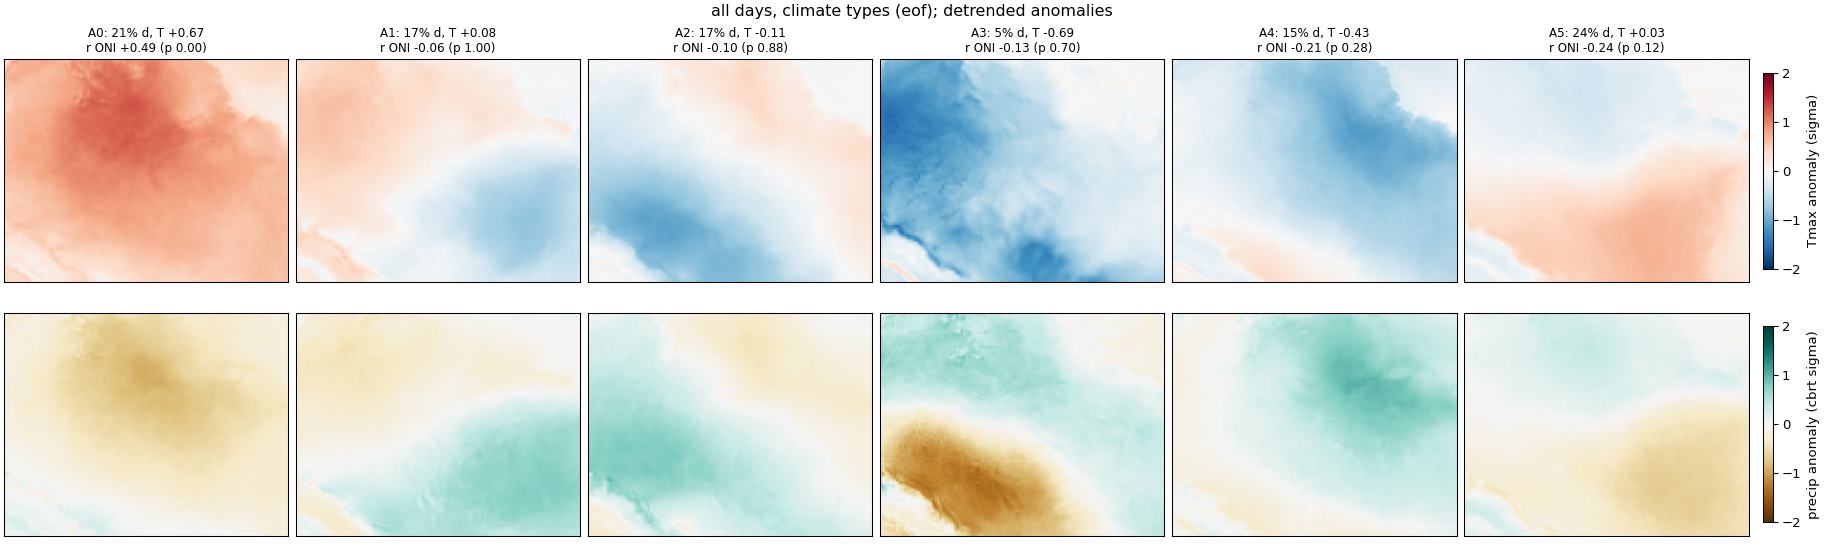 all days, climate types (eof); detrended anomalies
A0: 21% d, T +0.67
r ONI +0.49 (p 0.00)
A1: 17% d, T +0.08
r ONI -0.06 (p 1.00)
A2: 17% d, T -0.11
r ONI -0.10 (p 0.88)
A3: 5% d, T -0.69
r ONI -0.13 (p 0.70)
A4: 15% d, T -0.43
r ONI -0.21 (p 0.28)
A5: 24% d, T +0.03
r ONI -0.24 (p 0.12)
2
1
0
−1
−2
Tmax anomaly (sigma)
2
1
0
−1
−2
precip anomaly (cbrt sigma)